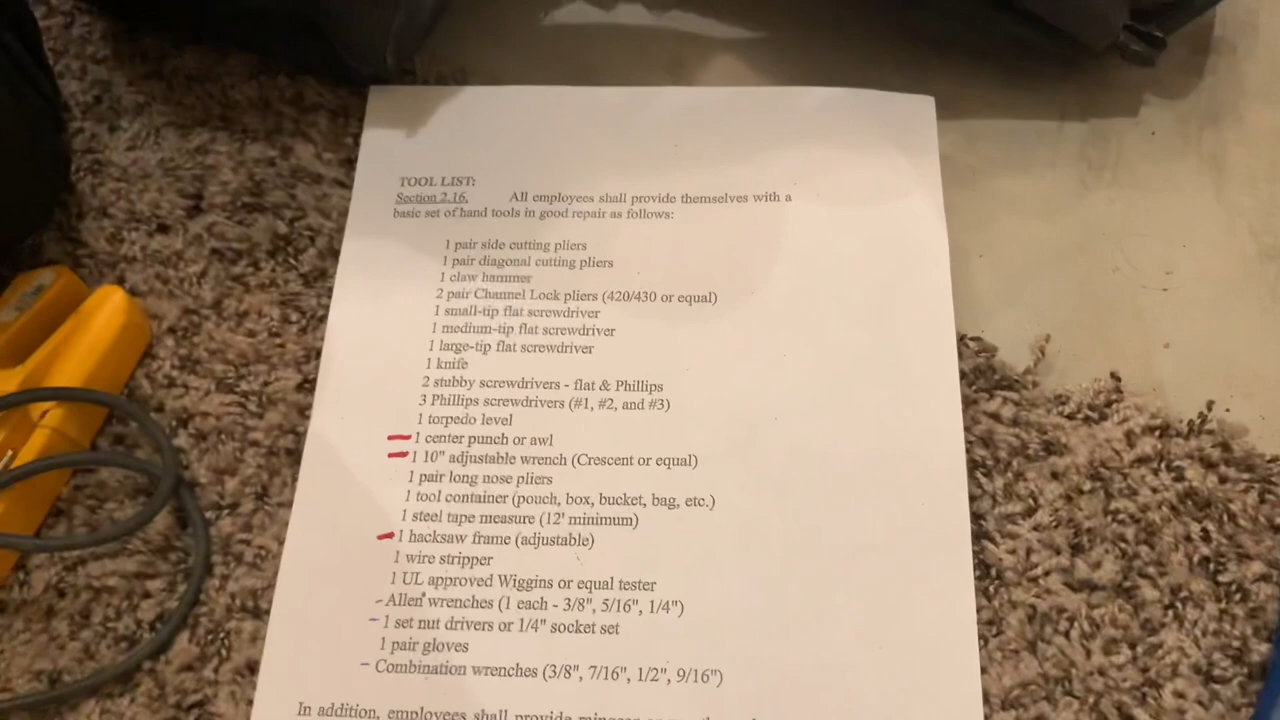 TOOL LIST:
Section 2.16. All employees shall provide themselves with a
basic set of hand tools in good repair as follows:
1 pair side cutting pliers
1 pair diagonal cutting pliers
1 claw hammer
2 pair Channel Lock pliers (420/430 or equal)
1 small-tip flat screwdriver
1 medium-tip flat screwdriver
1 large-tip flat screwdriver
1 knife
2 stubby screwdrivers - flat & Phillips
3 Phillips screwdrivers (#1, #2, and #3)
1 torpedo level
1 center punch or awl
1 10" adjustable wrench (Crescent or equal)
1 pair long nose pliers
1 tool container (pouch, box, bucket, bag, etc.)
1 steel tape measure (12' minimum)
1 hacksaw frame (adjustable)
1 wire stripper
1 UL approved Wiggins or equal tester
- Allen wrenches (1 each - 3/8", 5/16", 1/4")
- 1 set nut drivers or 1/4" socket set
1 pair gloves
- Combination wrenches (3/8", 7/16", 1/2", 9/16")
In addition, employees shall provide